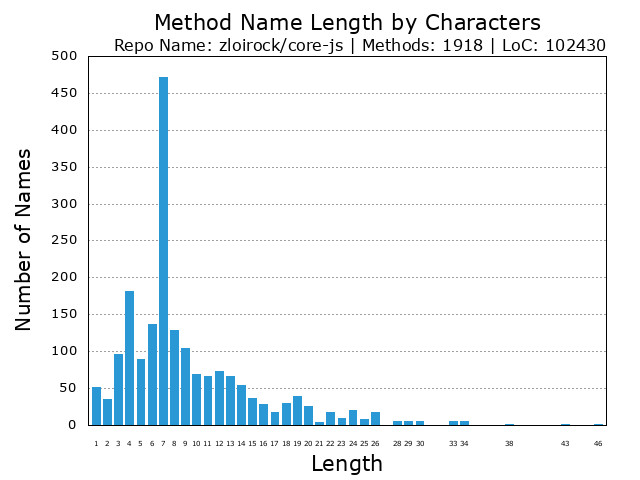 Method Name Length by Characters
Repo Name: zloirock/core-js | Methods: 1918 | LoC: 102430
500
450
400
350
300
250
200
150
100
50
0
Number of Names
1 2 3 4 5 6 7 8 9 10 11 12 13 14 15 16 17 18 19 20 21 22 23 24 25 26 28 29 30 33 34 38 43 46
Length